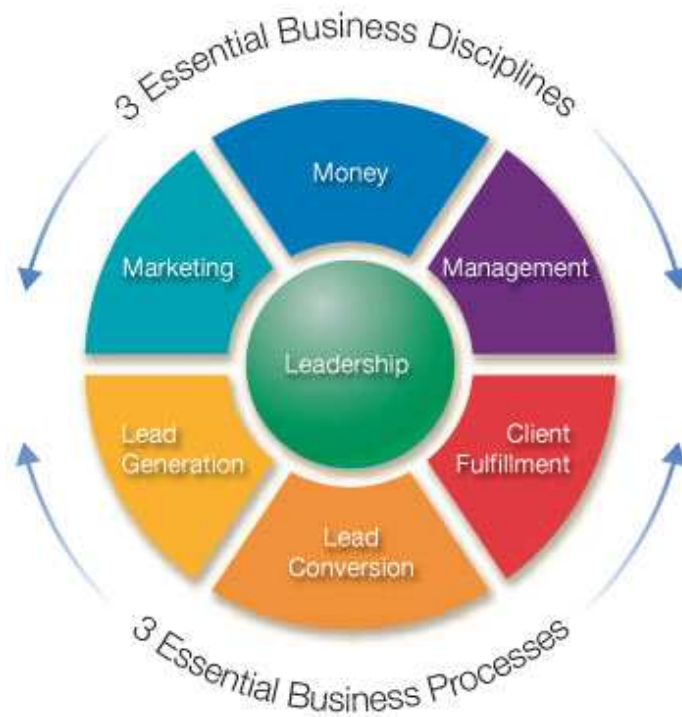 3 Essential Business Disciplines
Money
Marketing
Management
Leadership
Lead
Generation
Client
Fulfillment
Lead
Conversion
3 Essential Business Processes